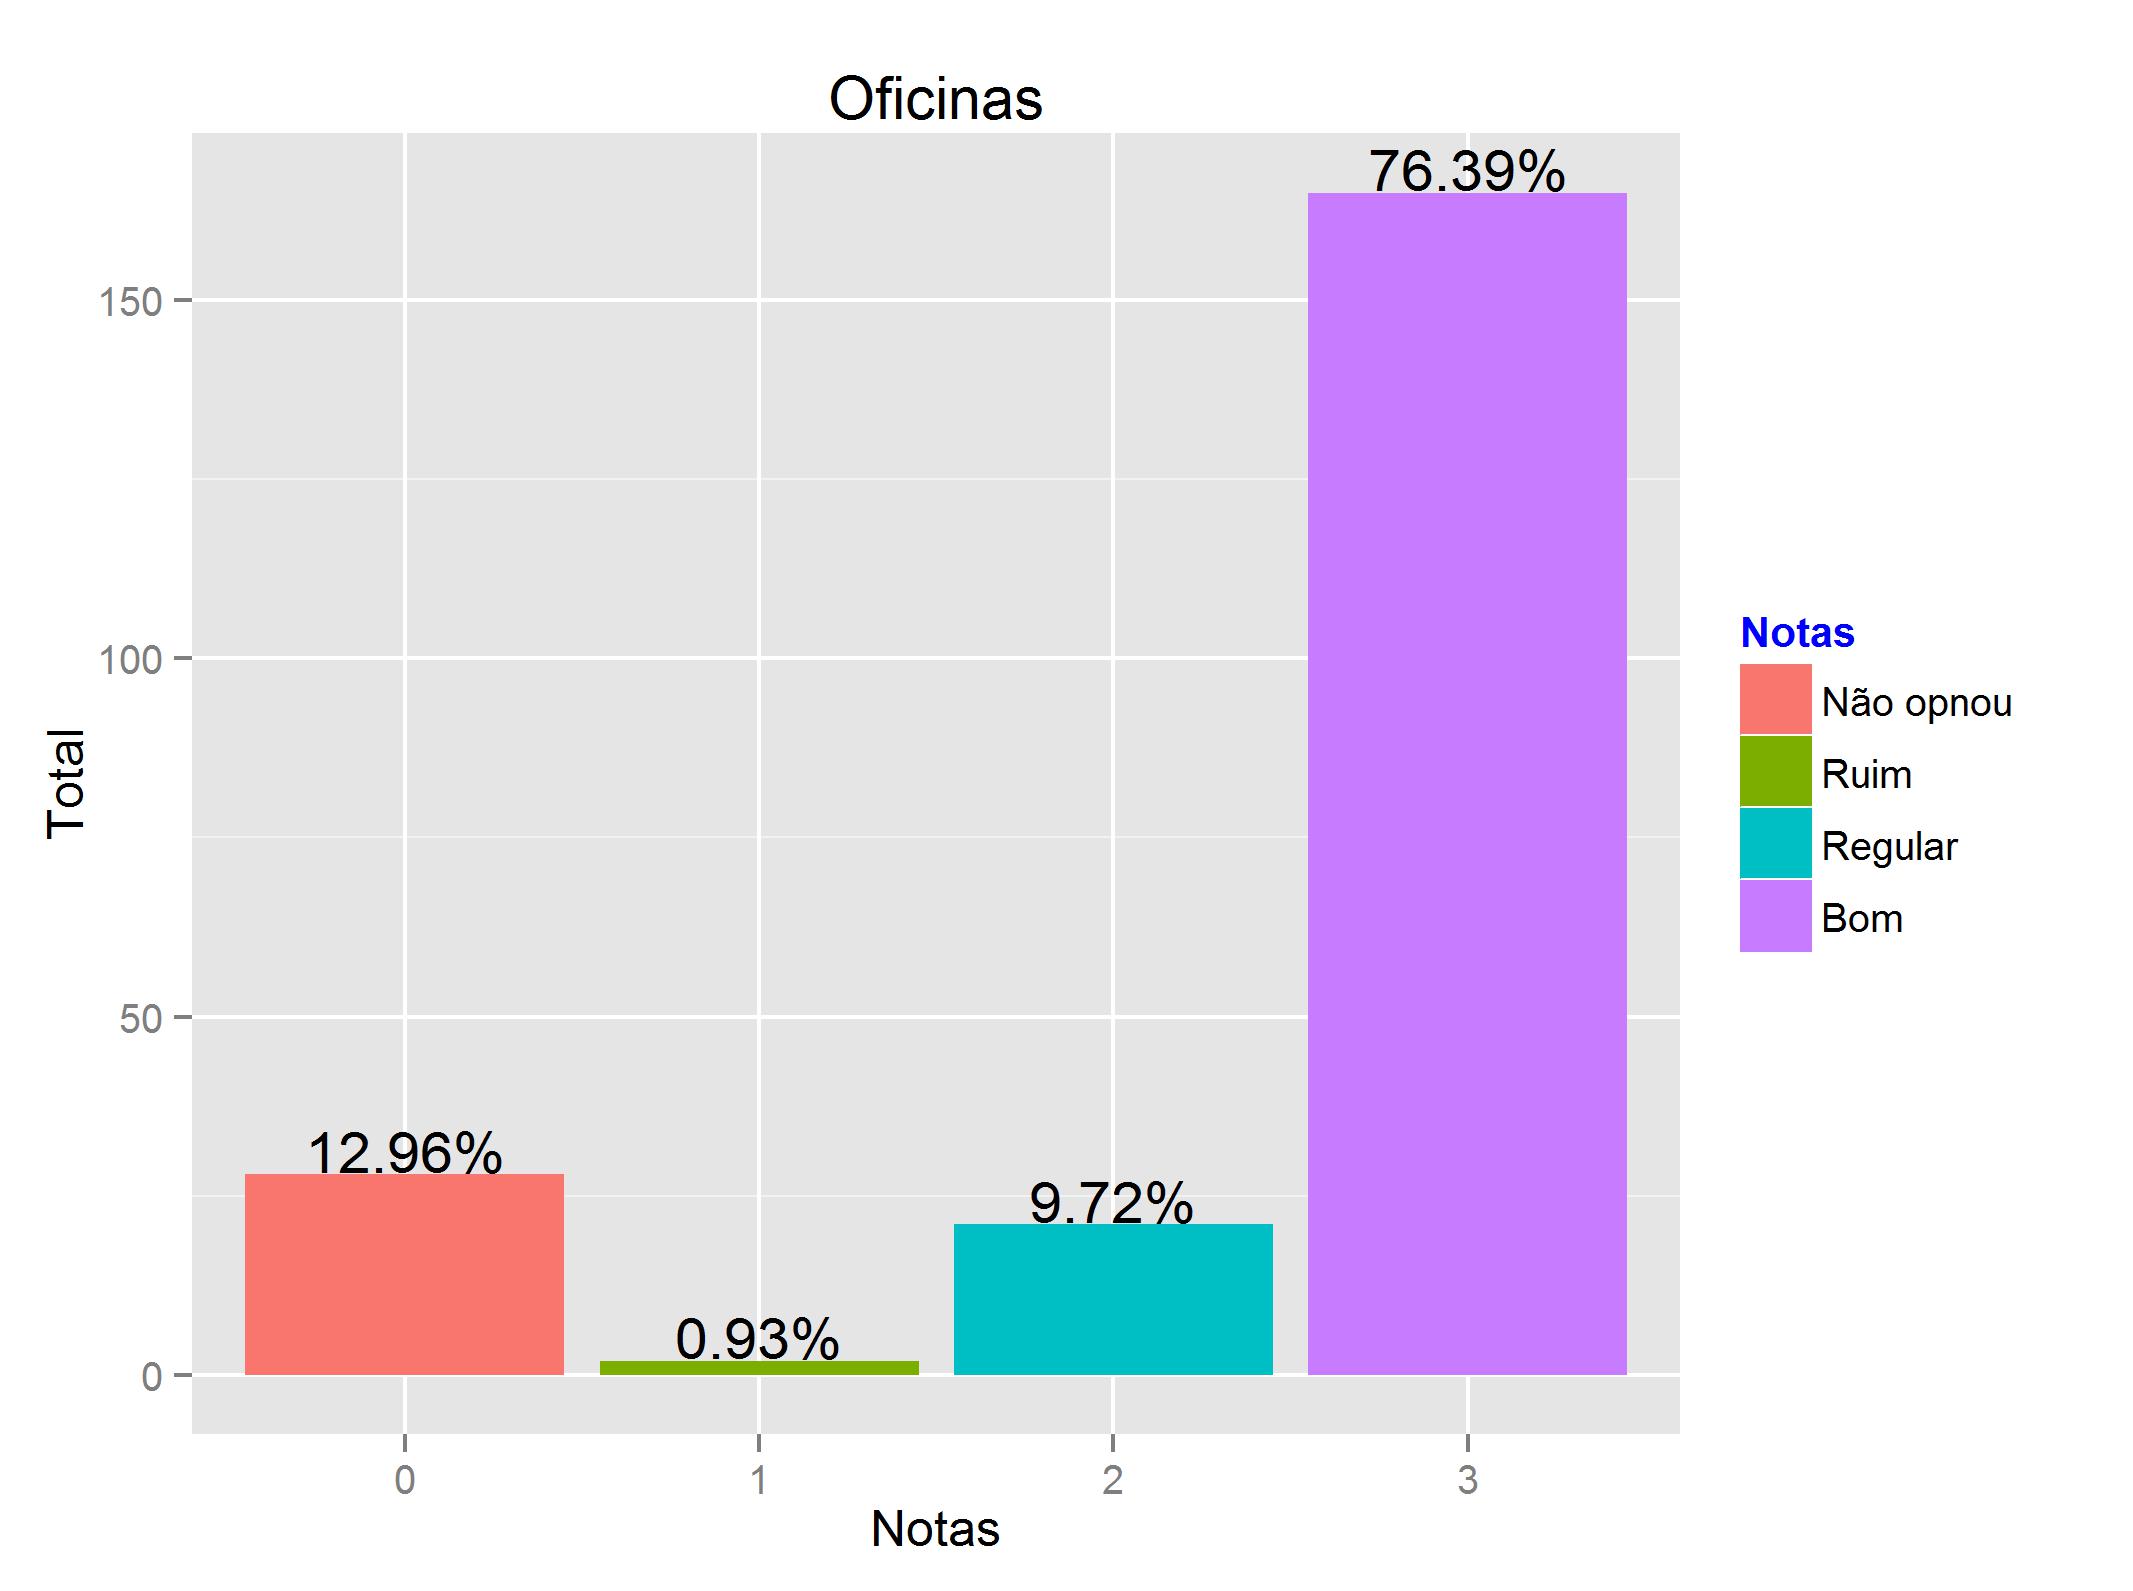 Oficinas
76.39%
150
100
50
0
Total
12.96%
0.93%
9.72%
0
1
2
3
Notas
Notas
Não opnou
Ruim
Regular
Bom